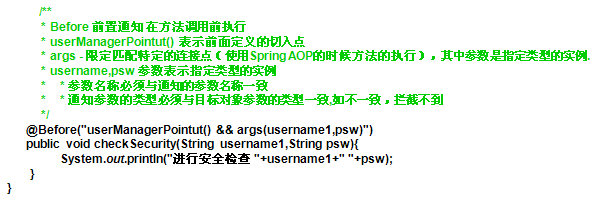 /**
* Before 前置通知 在方法调用前执行
* userManagerPointut() 表示前面定义的切入点
* args - 限定匹配特定的连接点（使用Spring AOP的时候方法的执行），其中参数是指定类型的实例.
* username,psw 参数表示指定类型的实例
*    * 参数名称必须与通知的参数名称一致
*    * 通知参数的类型必须与目标对象参数的类型一致,如不一致，拦截不到
*/
@Before("userManagerPointut() && args(username1,psw)")
public void checkSecurity(String username1,String psw){
System.out.println("进行安全检查 "+username1+" "+psw);
}
}